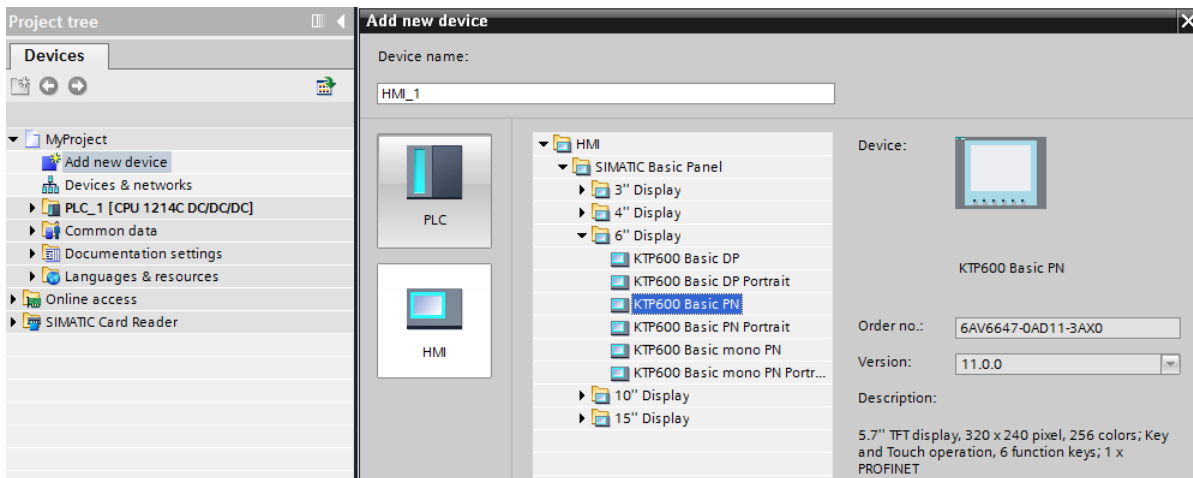 Project tree
Devices
MyProject
Add new device
Devices & networks
PLC_1 [CPU 1214C DC/DC/DC]
Common data
Documentation settings
Languages & resources
Online access
SIMATIC Card Reader
Add new device
Device name:
HMI_1
PLC
HMI
HMI
SIMATIC Basic Panel
3'' Display
4'' Display
6'' Display
KTP600 Basic DP
KTP600 Basic DP Portrait
KTP600 Basic PN
KTP600 Basic PN Portrait
KTP600 Basic mono PN
KTP600 Basic mono PN Portr...
10'' Display
15'' Display
Device:
KTP600 Basic PN
Order no.:
6AV6647-0AD11-3AX0
Version:
11.0.0
Description:
5.7'' TFT display, 320 x 240 pixel, 256 colors; Key
and Touch operation, 6 function keys; 1 x
PROFINET